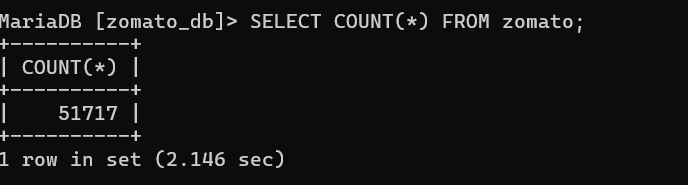 MariaDB [zomato_db]> SELECT COUNT(*) FROM zomato;
+----------+
| COUNT(*) |
+----------+
|    51717 |
+----------+
1 row in set (2.146 sec)